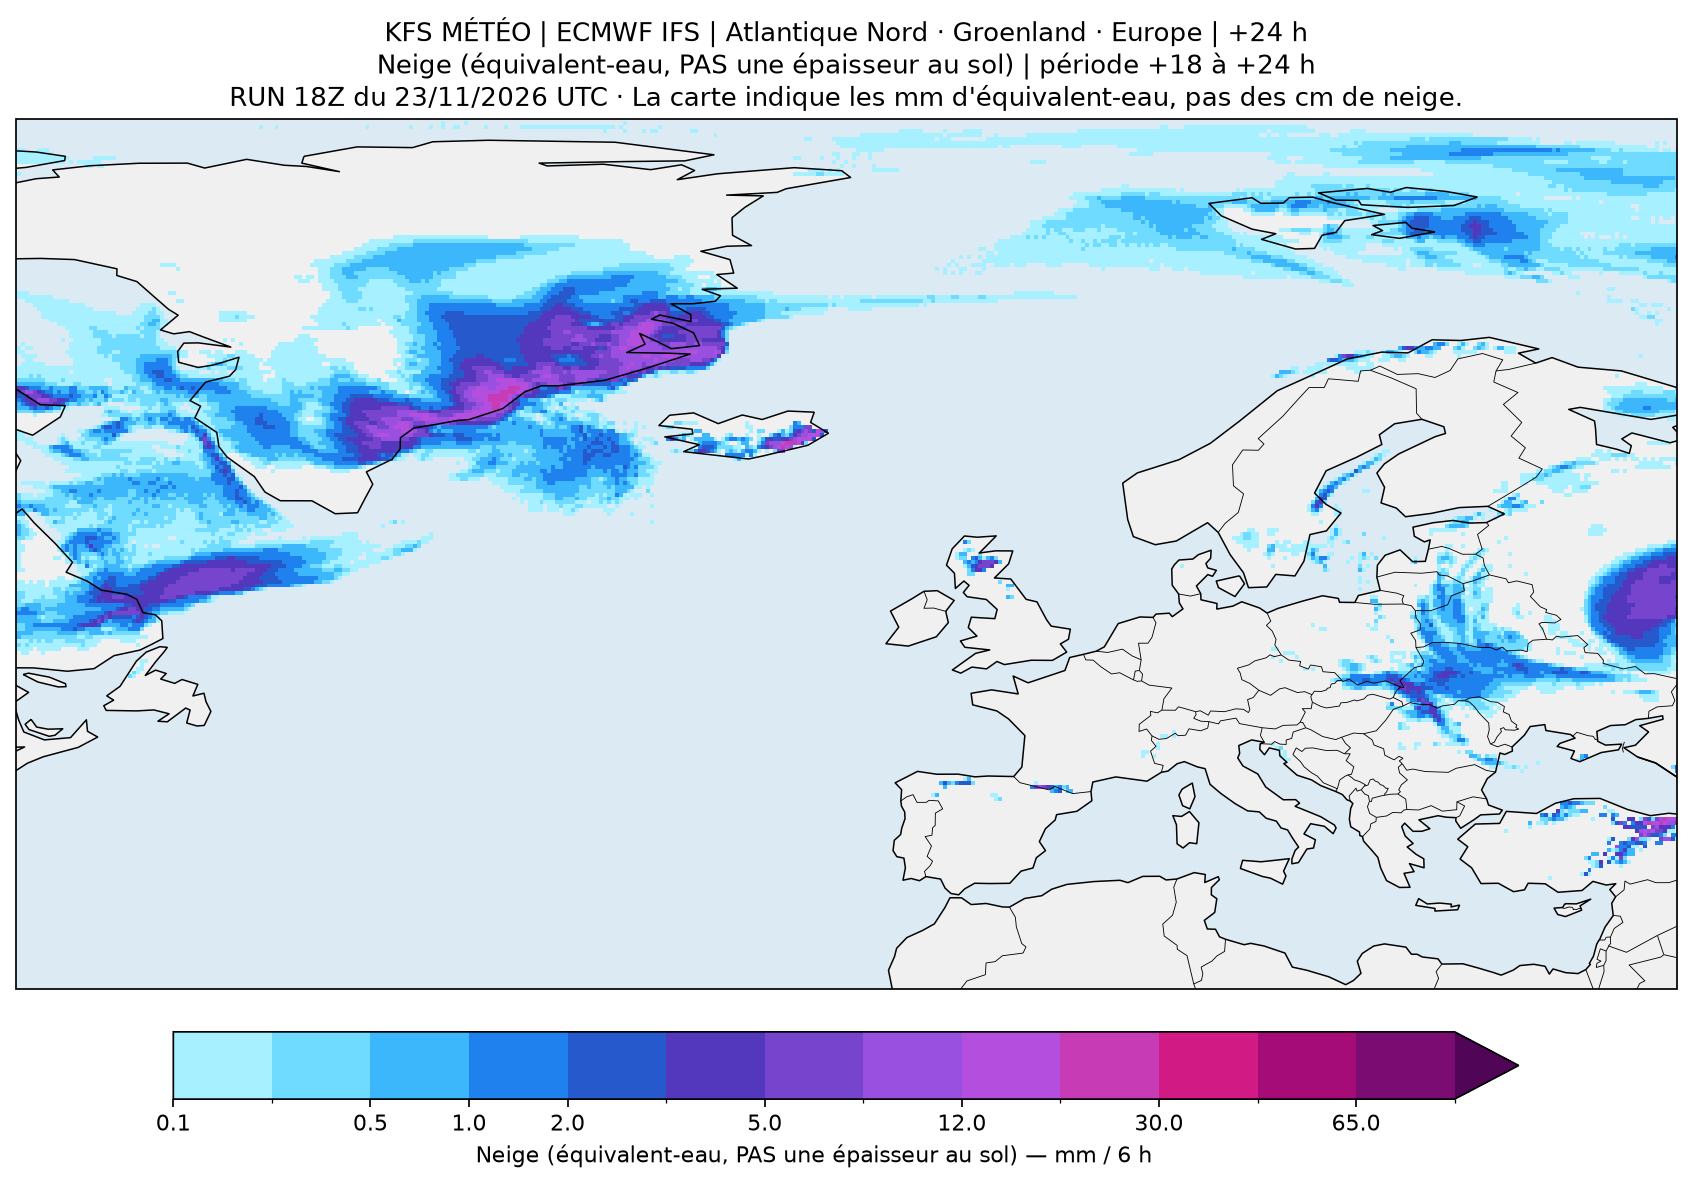 KFS MÉTÉO | ECMWF IFS | Atlantique Nord · Groenland · Europe | +24 h
Neige (équivalent-eau, PAS une épaisseur au sol) | période +18 à +24 h
RUN 18Z du 23/11/2026 UTC · La carte indique les mm d'équivalent-eau, pas des cm de neige.
0.1 0.5 1.0 2.0 5.0 12.0 30.0 65.0
Neige (équivalent-eau, PAS une épaisseur au sol) — mm / 6 h